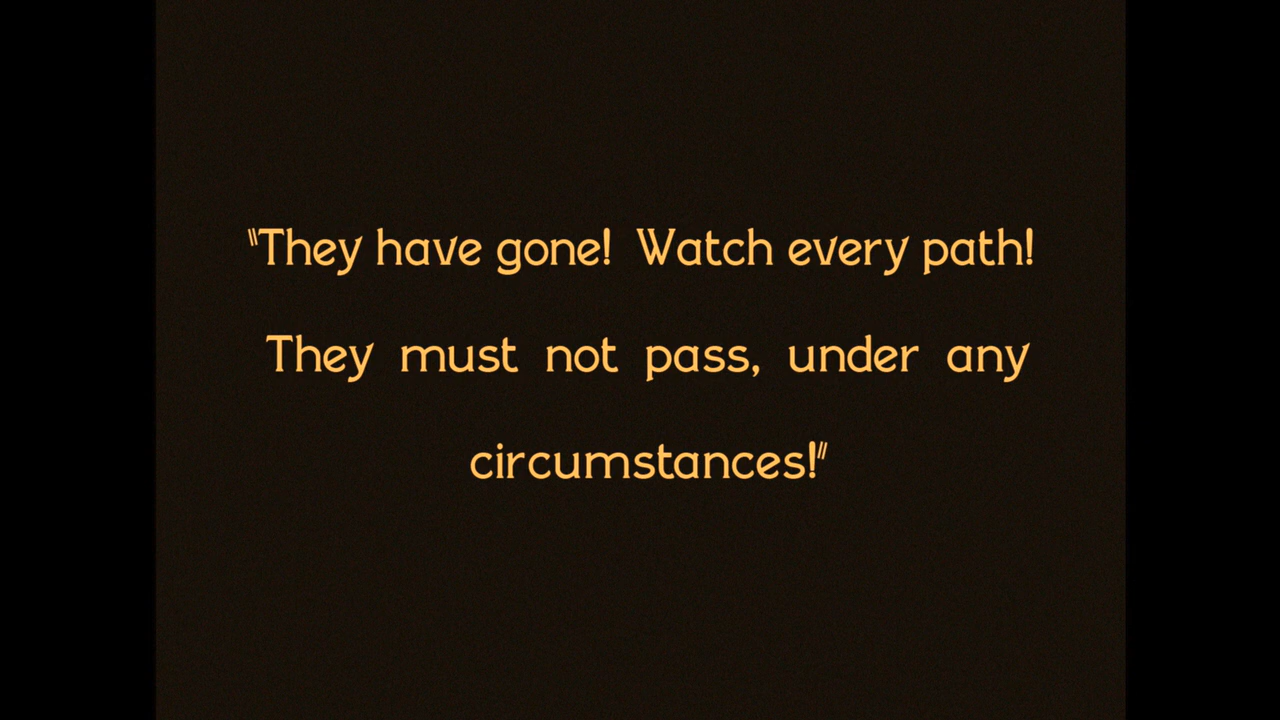 "They have gone! Watch every path!
They must not pass, under any
circumstances!"